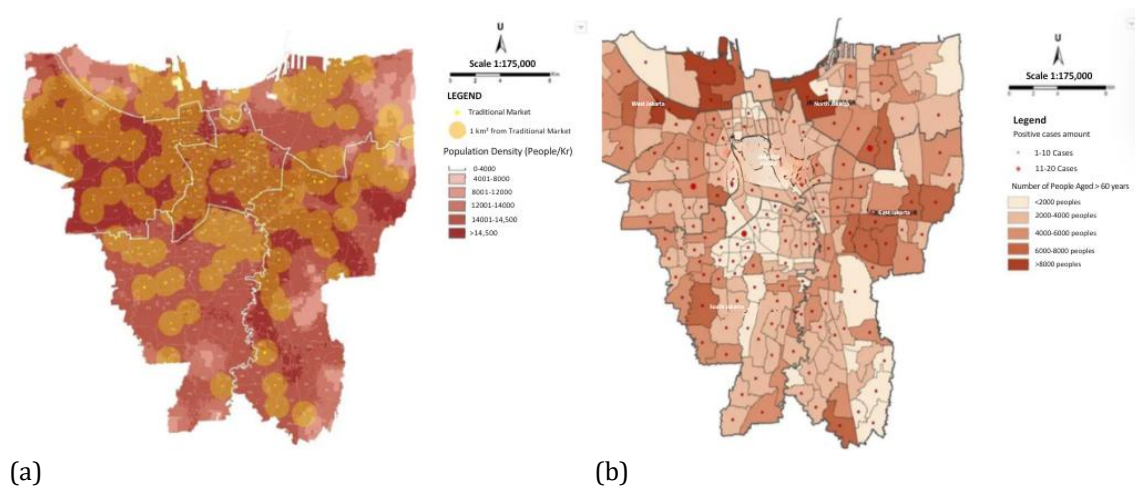 U
Scale 1:175,000
LEGEND
Traditional Market
1 km² from Traditional Market
Population Density (People/Kr)
0-4000
4001-8000
8001-12000
12001-14000
14001-14,500
>14,500
(a)
U
Scale 1:175,000
Legend
Positive cases amount
1-10 Cases
11-20 Cases
Number of People Aged > 60 years
<2000 peoples
2000-4000 peoples
4000-6000 peoples
6000-8000 peoples
>8000 peoples
West Jakarta
North Jakarta
East Jakarta
South Jakarta
(b)